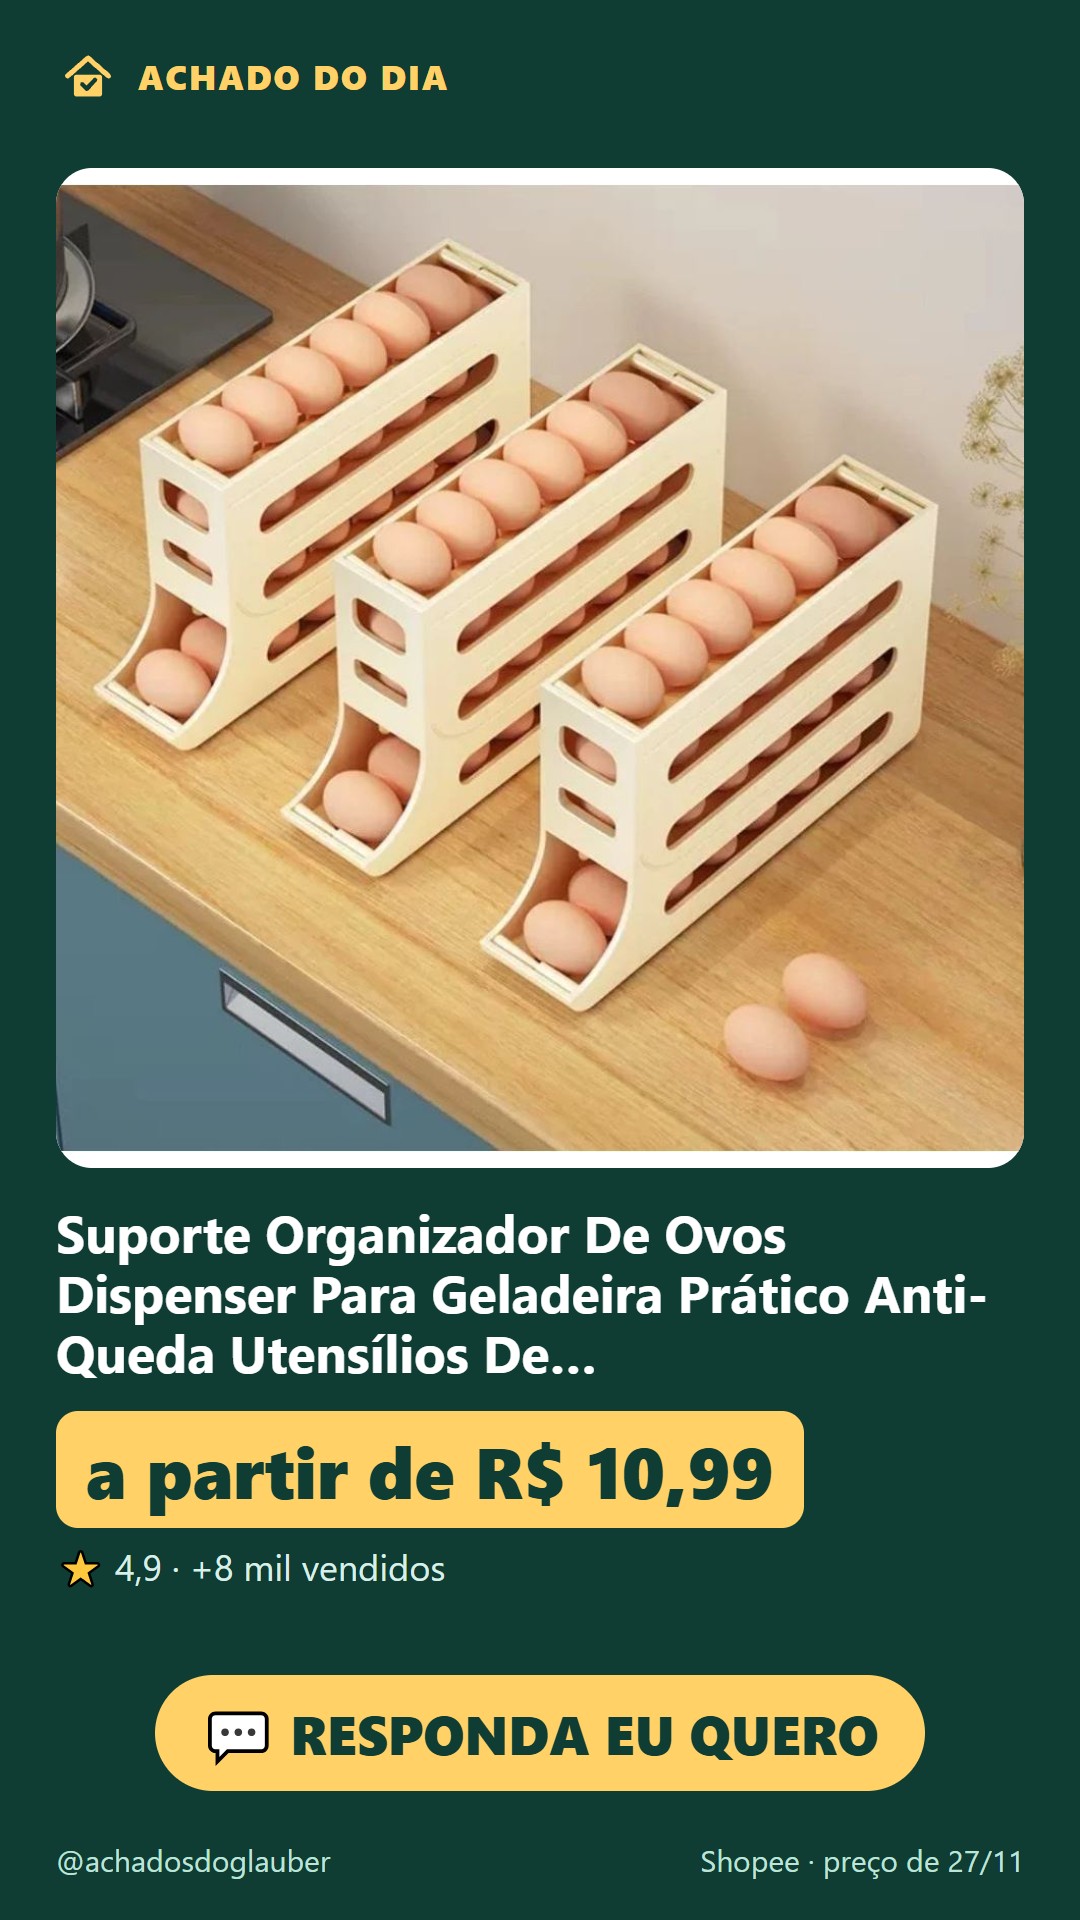 ACHADO DO DIA
Suporte Organizador De Ovos
Dispenser Para Geladeira Prático Anti-
Queda Utensílios De...
a partir de R$ 10,99
4,9 · +8 mil vendidos
RESPONDA EU QUERO
@achadosdoglauber
Shopee · preço de 27/11